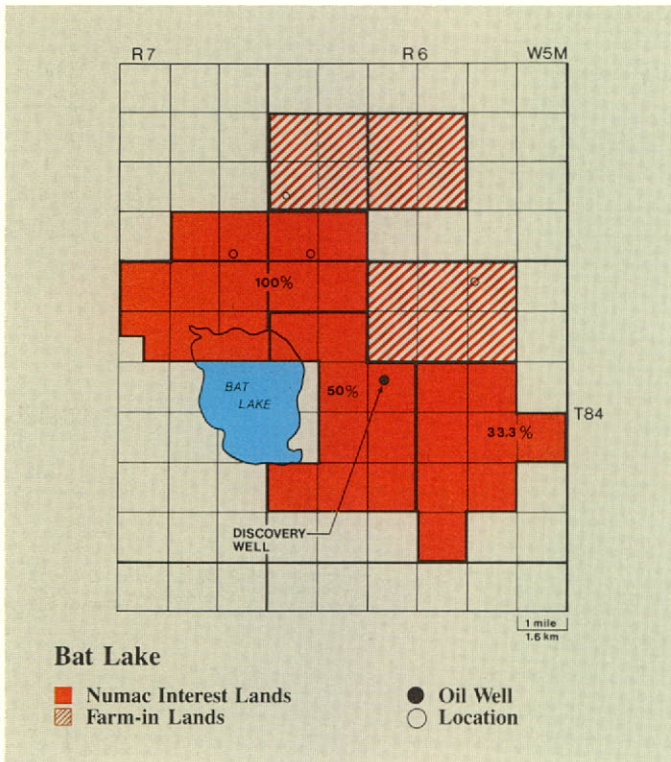 R7 R6 W5M
100%
BAT
LAKE
50%
T84
33.3%
DISCOVERY
WELL
1 mile
1.6 km
Bat Lake
Numac Interest Lands
Oil Well
Farm-in Lands
Location